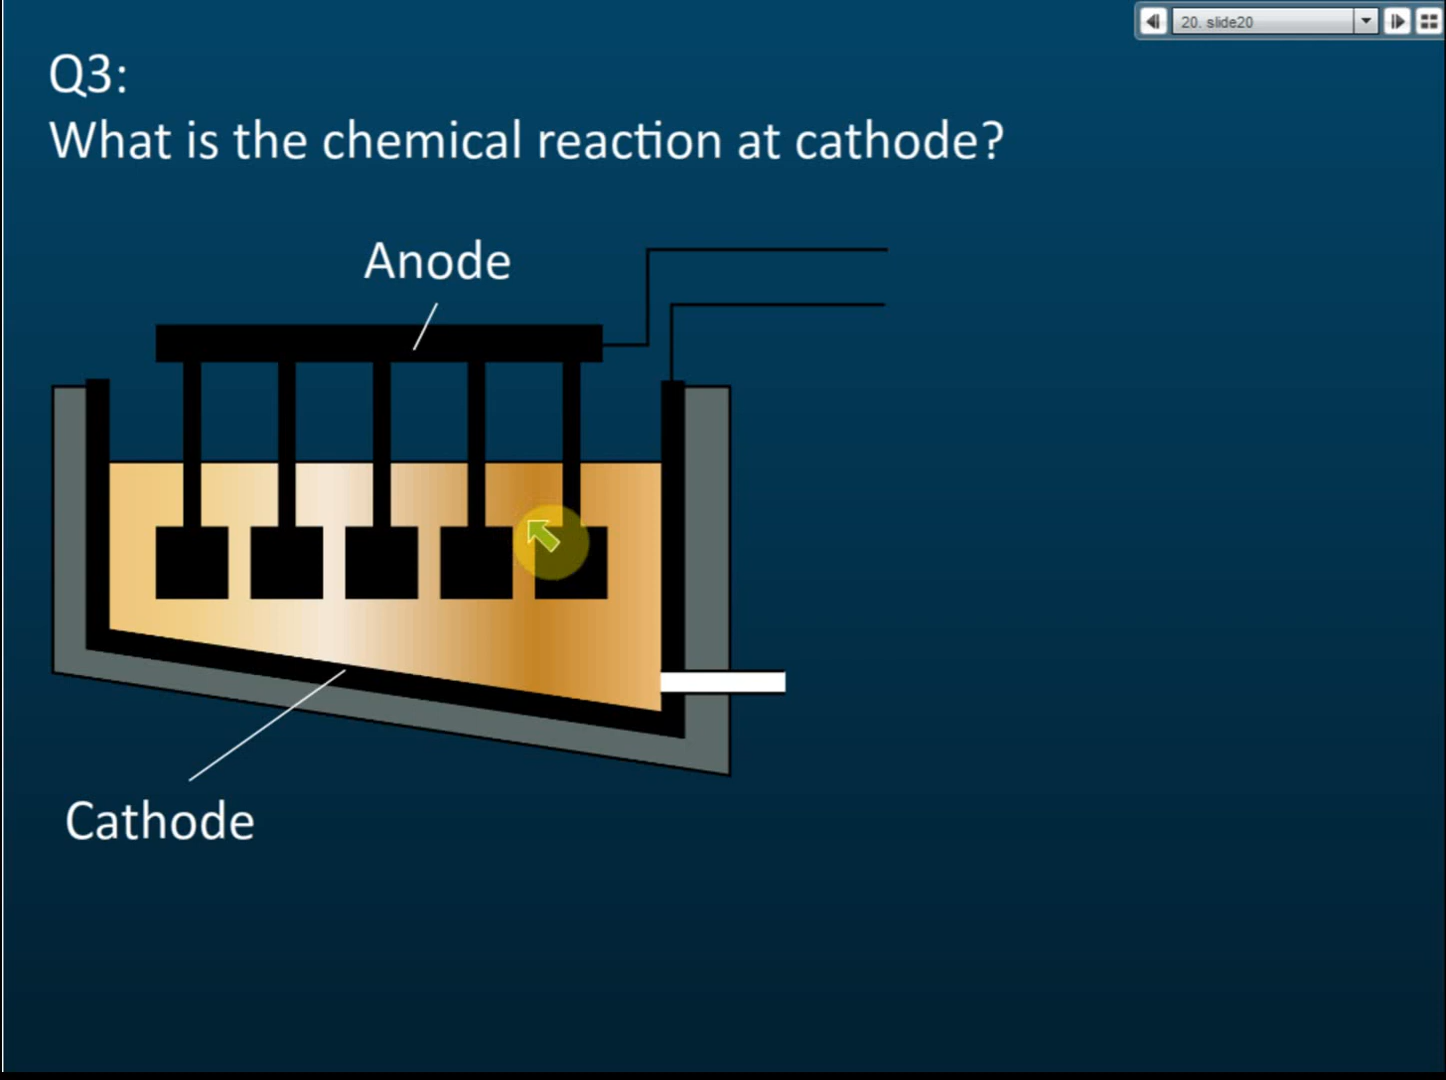 20. slide20
Q3:
What is the chemical reaction at cathode?
Anode
Cathode